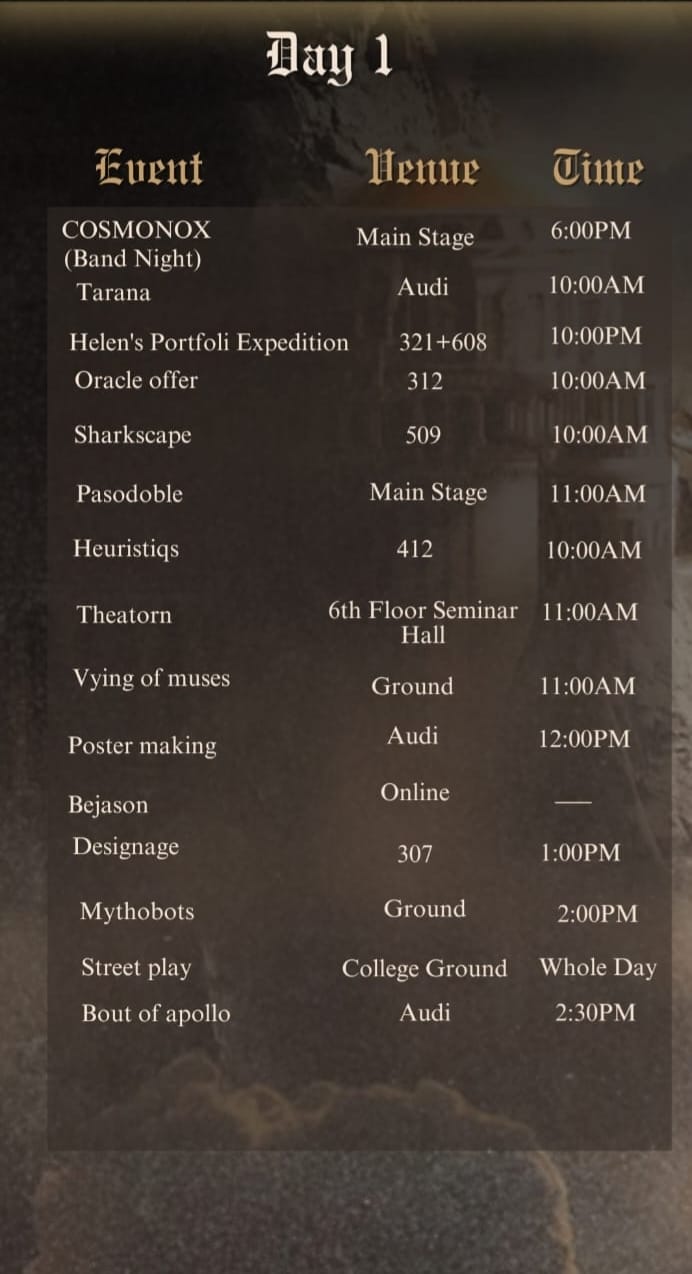 Day 1
Event Venue Time
COSMONOX Main Stage 6:00PM
(Band Night)
Tarana Audi 10:00AM
Helen's Portfoli Expedition 321+608 10:00PM
Oracle offer 312 10:00AM
Sharkscape 509 10:00AM
Pasodoble Main Stage 11:00AM
Heuristiqs 412 10:00AM
Theatorn 6th Floor Seminar 11:00AM
Hall
Vying of muses Ground 11:00AM
Poster making Audi 12:00PM
Bejason Online —
Designage 307 1:00PM
Mythobots Ground 2:00PM
Street play College Ground Whole Day
Bout of apollo Audi 2:30PM